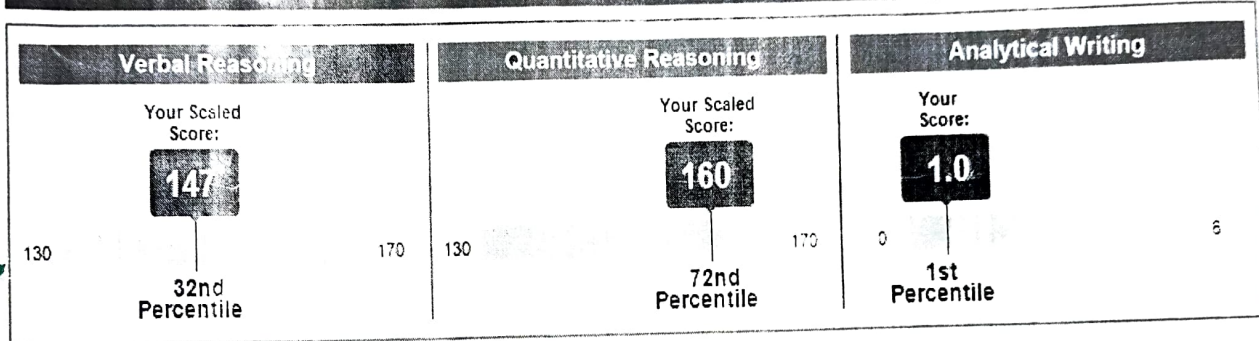 Verbal Reasoning
Your Scaled
Score:
147
130
170
32nd
Percentile
Quantitative Reasoning
Your Scaled
Score:
160
130
170
72nd
Percentile
Analytical Writing
Your
Score:
1.0
0
6
1st
Percentile